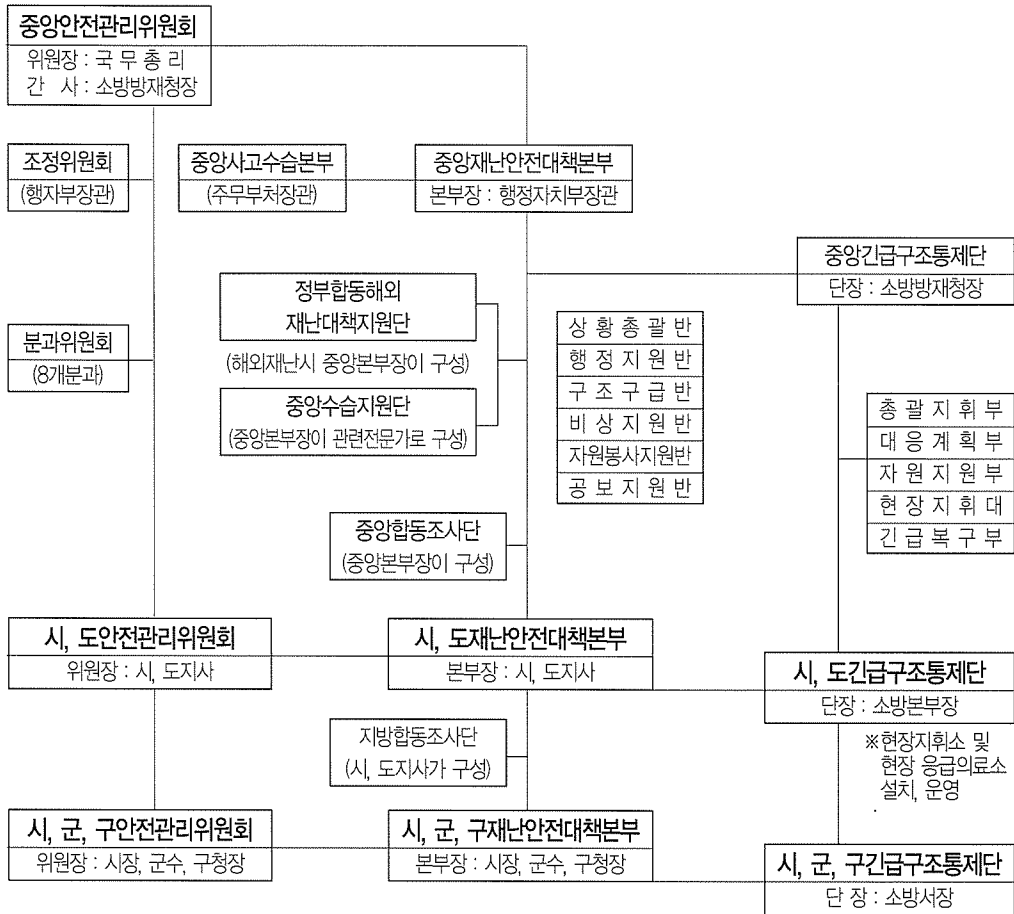 중앙안전관리위원회
위원장 : 국 무 총 리
간 사 : 소방방재청장
조정위원회
(행자부장관)
중앙사고수습본부
(주무부처장관)
중앙재난안전대책본부
본부장 : 행정자치부장관
중앙긴급구조통제단
단장 : 소방방재청장
정부합동해외
재난대책지원단
(해외재난시 중앙본부장이 구성)
분과위원회
(8개분과)
중앙수습지원단
(중앙본부장이 관련전문가로 구성)
상 황 총 괄 반
행 정 지 원 반
구 조 구 급 반
비 상 지 원 반
자원봉사지원반
공 보 지 원 반
총 괄 지 휘 부
대 응 계 획 부
자 원 지 원 부
현 장 지 휘 대
긴 급 복 구 부
중앙합동조사단
(중앙본부장이 구성)
시, 도안전관리위원회
위원장 : 시, 도지사
시, 도재난안전대책본부
본부장 : 시, 도지사
시, 도긴급구조통제단
단장 : 소방본부장
※현장지휘소 및
현장 응급의료소
설치, 운영
지방합동조사단
(시, 도지사가 구성)
시, 군, 구안전관리위원회
위원장 : 시장, 군수, 구청장
시, 군, 구재난안전대책본부
본부장 : 시장, 군수, 구청장
시, 군, 구긴급구조통제단
단 장 : 소방서장